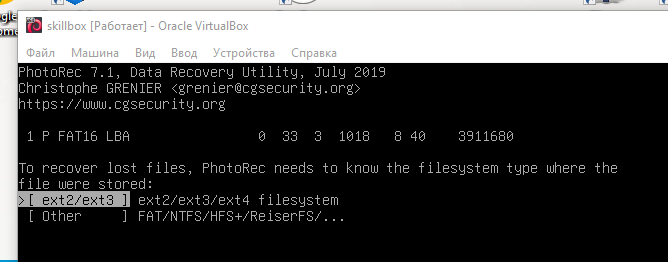 gle
ome
skillbox [Работает] - Oracle VirtualBox
Файл Машина Вид Ввод Устройства Справка
PhotoRec 7.1, Data Recovery Utility, July 2019
Christophe GRENIER <grenier@cgsecurity.org>
https://www.cgsecurity.org
1 P FAT16 LBA 0 33 3 1018 8 40 3911680
To recover lost files, PhotoRec needs to know the filesystem type where the
file were stored:
>[ ext2/ext3 ] ext2/ext3/ext4 filesystem
[ Other ] FAT/NTFS/HFS+/ReiserFS/...